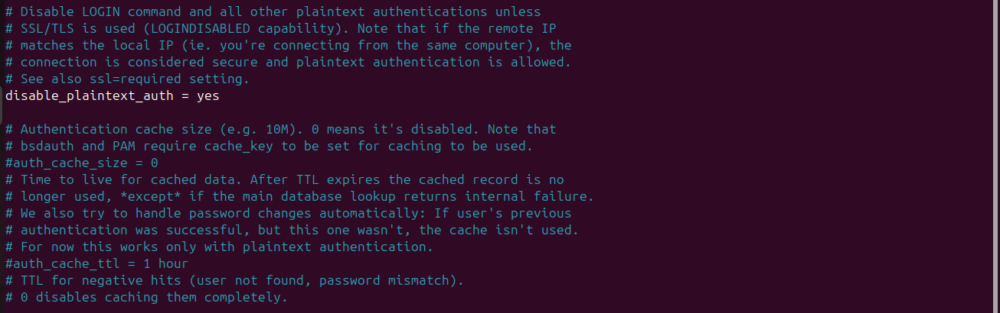 # Disable LOGIN command and all other plaintext authentications unless
# SSL/TLS is used (LOGINDISABLED capability). Note that if the remote IP
# matches the local IP (ie. you're connecting from the same computer), the
# connection is considered secure and plaintext authentication is allowed.
# See also ssl=required setting.
disable_plaintext_auth = yes
# Authentication cache size (e.g. 10M). 0 means it's disabled. Note that
# bsdauth and PAM require cache_key to be set for caching to be used.
#auth_cache_size = 0
# Time to live for cached data. After TTL expires the cached record is no
# longer used, *except* if the main database lookup returns internal failure.
# We also try to handle password changes automatically: If user's previous
# authentication was successful, but this one wasn't, the cache isn't used.
# For now this works only with plaintext authentication.
#auth_cache_ttl = 1 hour
# TTL for negative hits (user not found, password mismatch).
# 0 disables caching them completely.